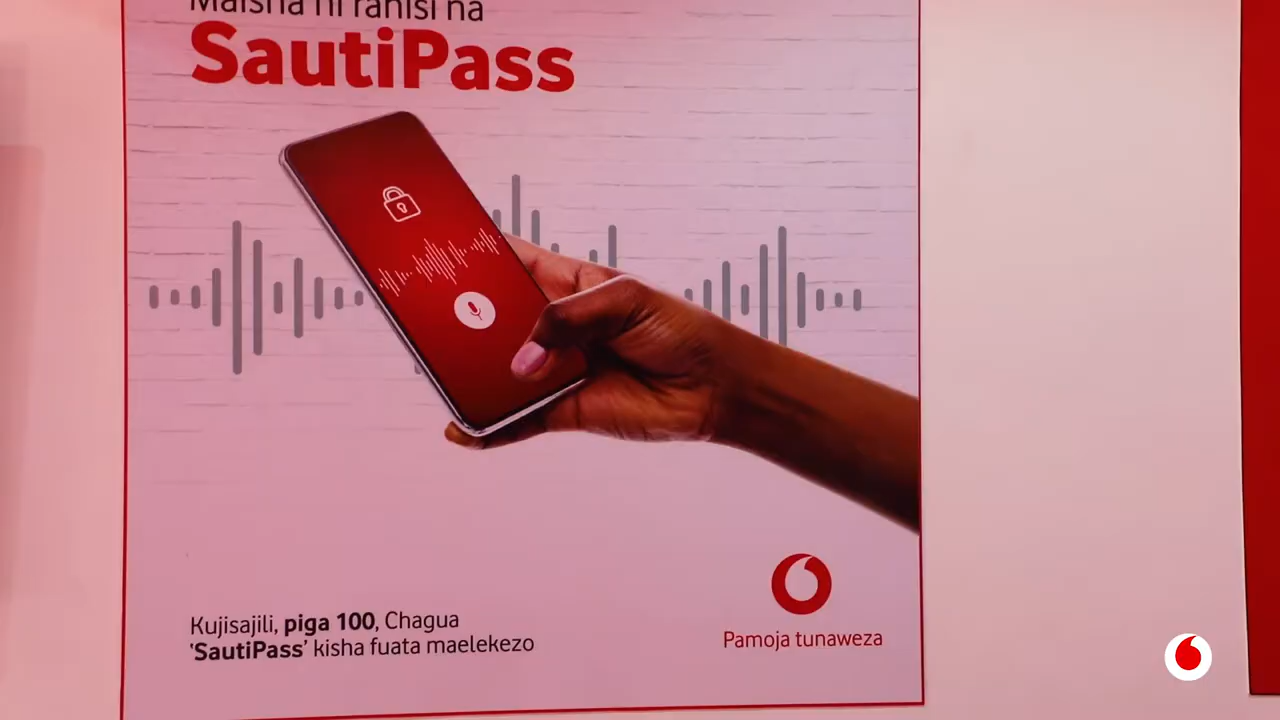 Maisha ni rahisi na
SautiPass
Kujisajili, piga 100, Chagua
'SautiPass' kisha fuata maelekezo
Pamoja tunaweza